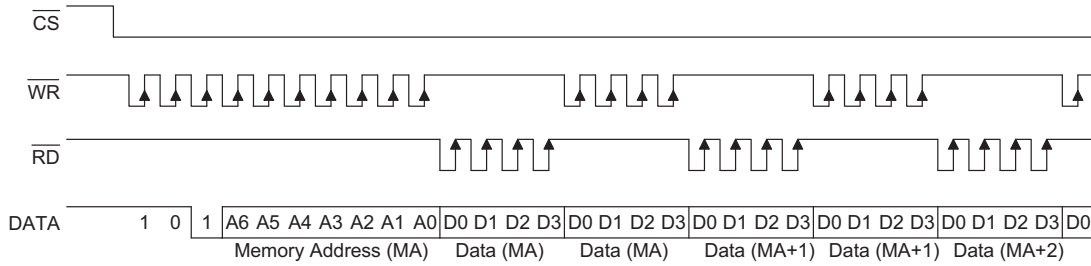 CS
WR
RD
DATA 1 0 1 A6 A5 A4 A3 A2 A1 A0 D0 D1 D2 D3 D0 D1 D2 D3 D0 D1 D2 D3 D0 D1 D2 D3 D0 D1 D2 D3 D0
Memory Address (MA) Data (MA) Data (MA) Data (MA+1) Data (MA+1) Data (MA+2)